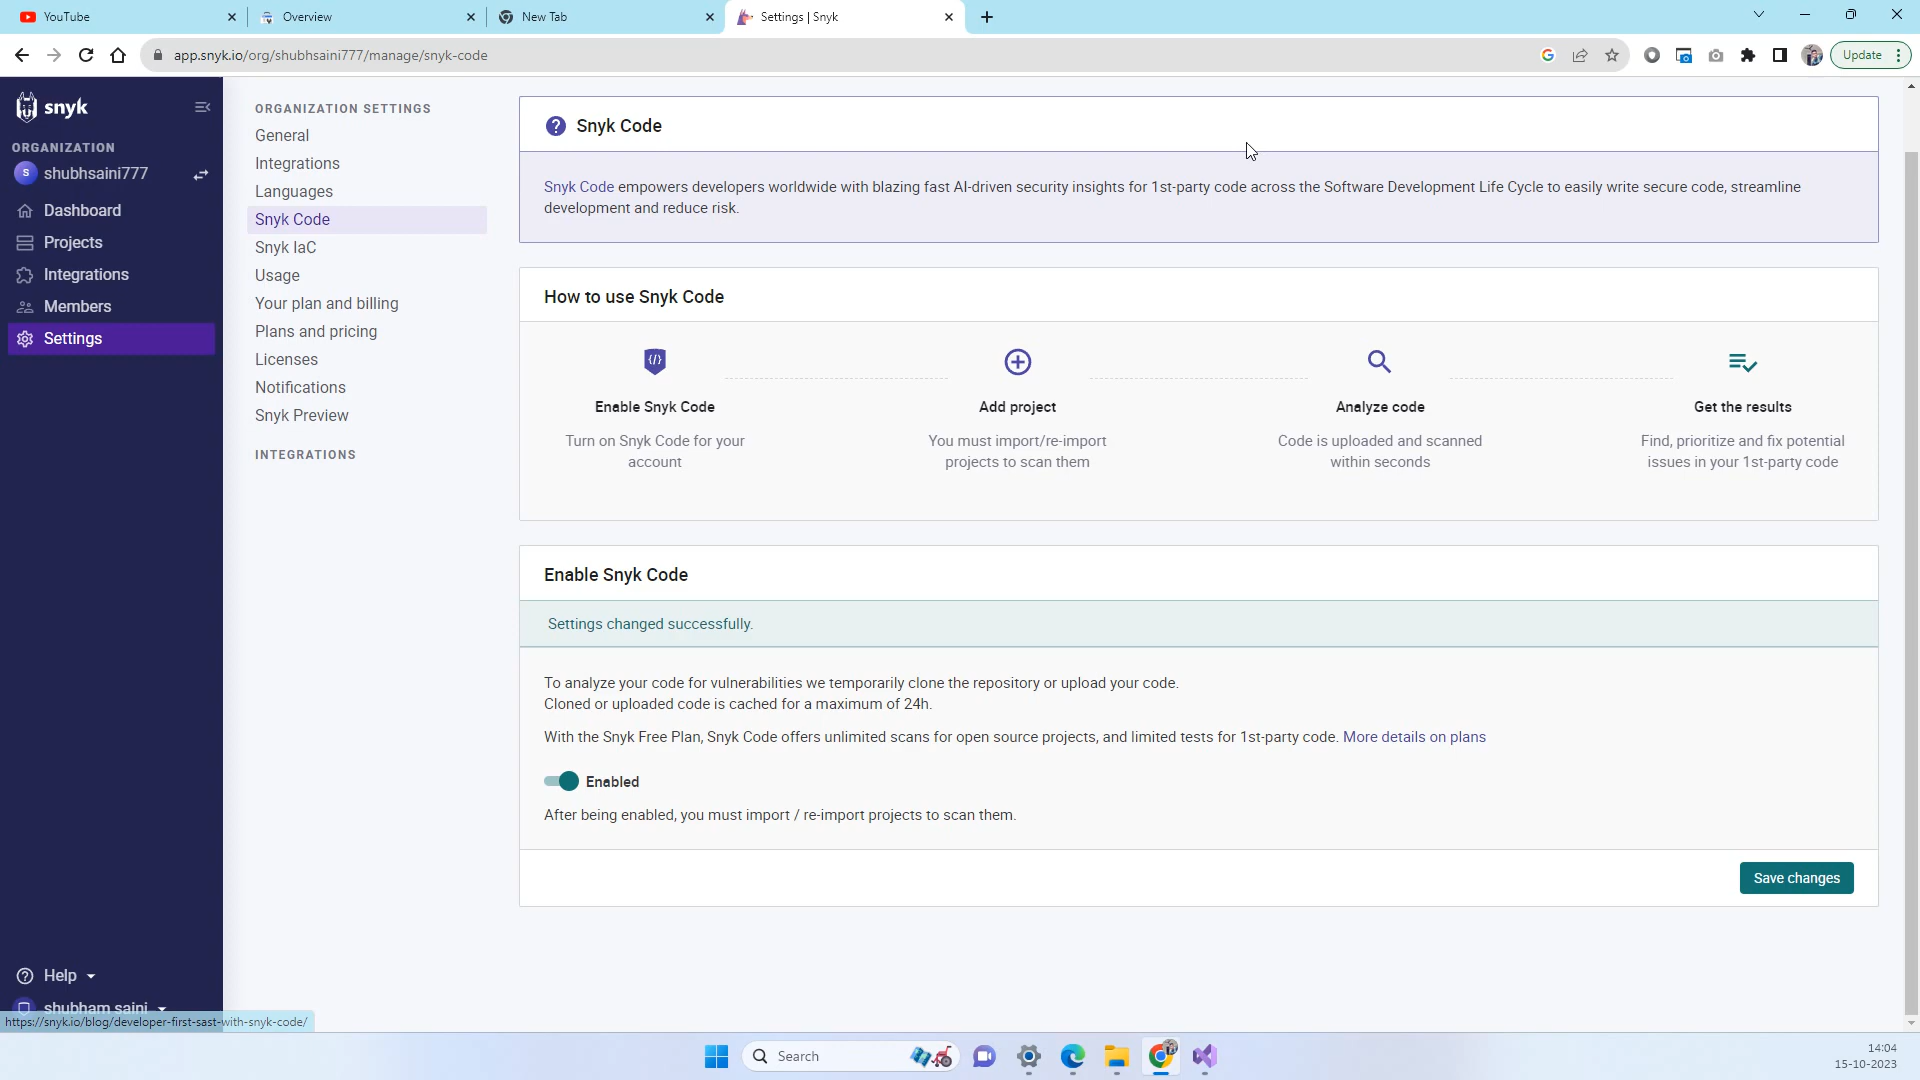 YouTube
Overview
New Tab
Settings | Snyk
app.snyk.io/org/shubhsaini777/manage/snyk-code
Update
snyk
ORGANIZATION
S
shubhsaini777
Dashboard
Projects
Integrations
Members
Settings
Help
shubham saini
https://snyk.io/blog/developer-first-sast-with-snyk-code/
ORGANIZATION SETTINGS
General
Integrations
Languages
Snyk Code
Snyk IaC
Usage
Your plan and billing
Plans and pricing
Licenses
Notifications
Snyk Preview
INTEGRATIONS
Snyk Code
Snyk Code empowers developers worldwide with blazing fast AI-driven security insights for 1st-party code across the Software Development Life Cycle to easily write secure code, streamline
development and reduce risk.
How to use Snyk Code
Enable Snyk Code
Turn on Snyk Code for your
account
Add project
You must import/re-import
projects to scan them
Analyze code
Code is uploaded and scanned
within seconds
Get the results
Find, prioritize and fix potential
issues in your 1st-party code
Enable Snyk Code
Settings changed successfully.
To analyze your code for vulnerabilities we temporarily clone the repository or upload your code.
Cloned or uploaded code is cached for a maximum of 24h.
With the Snyk Free Plan, Snyk Code offers unlimited scans for open source projects, and limited tests for 1st-party code. More details on plans
Enabled
After being enabled, you must import / re-import projects to scan them.
Save changes
Search
14:04
15-10-2023